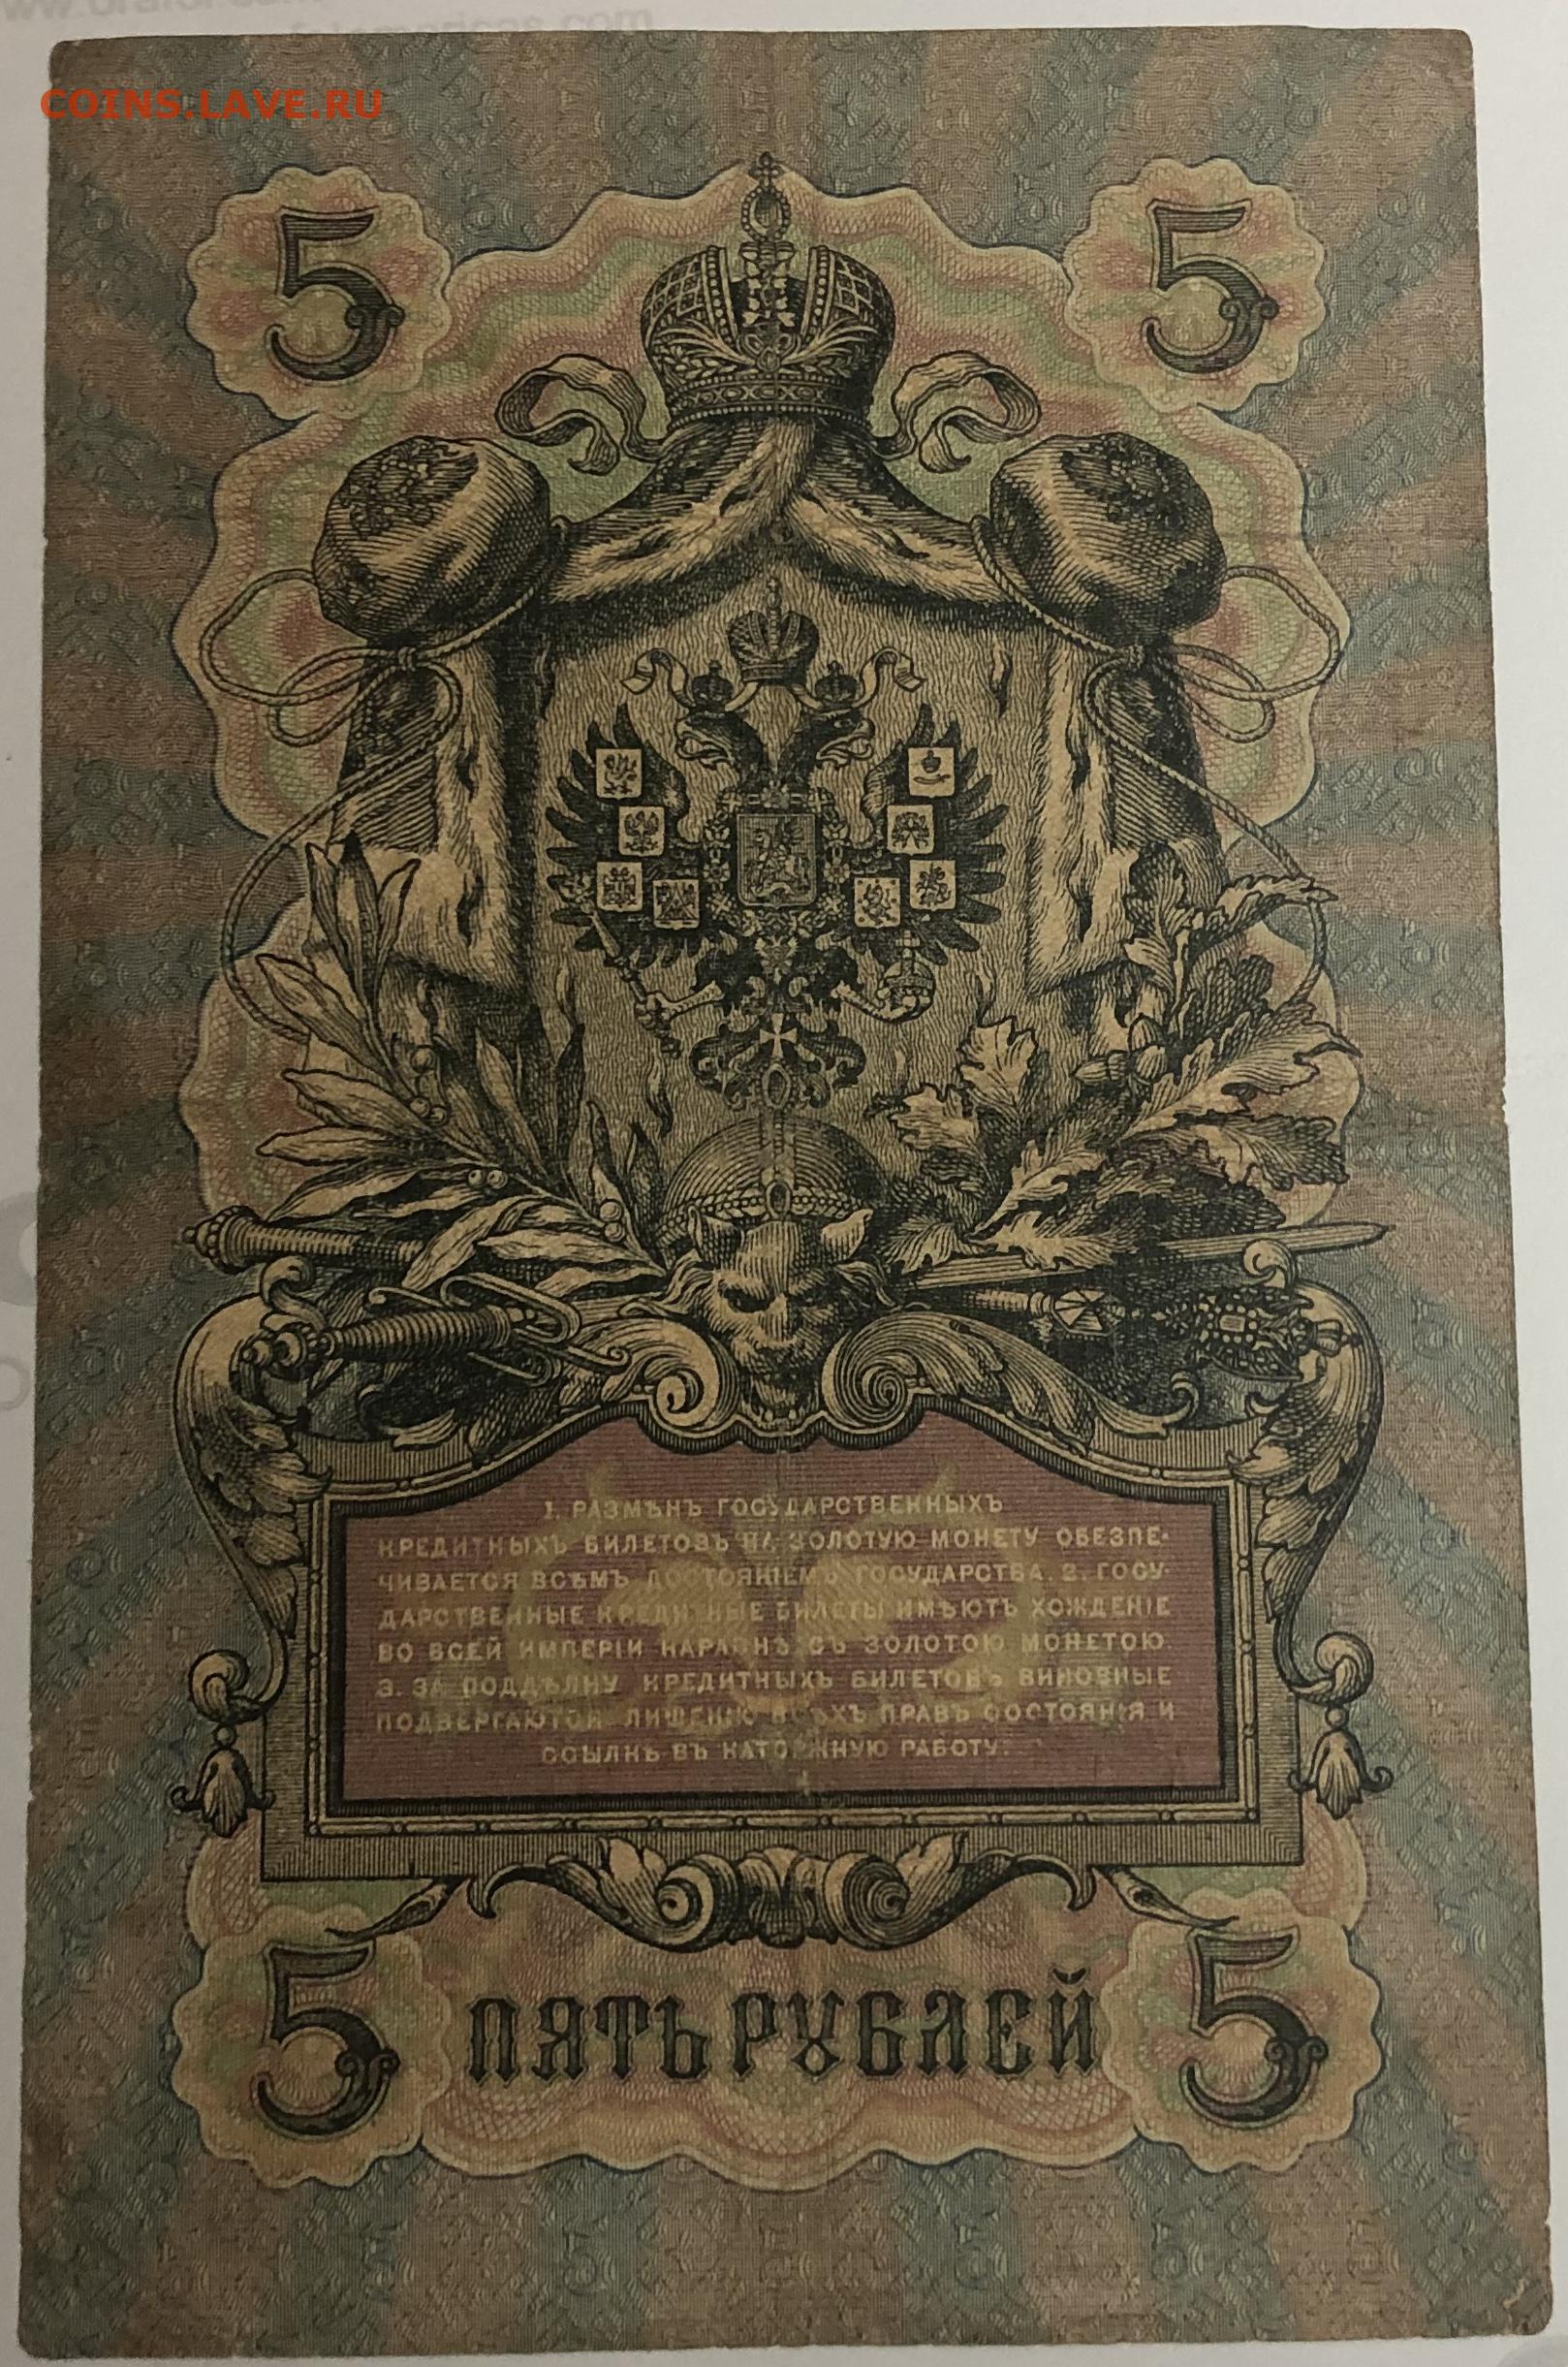 COINS.LAVE.RU
5 5
1. РАЗМѢНЪ ГОСУДАРСТВЕННЫХЪ
КРЕДИТНЫХЪ БИЛЕТОВЪ НА ЗОЛОТУЮ МОНЕТУ ОБЕЗПЕ-
ЧИВАЕТСЯ ВСѢМЪ ДОСТОЯНІЕМЪ ГОСУДАРСТВА. 2. ГОСУ-
ДАРСТВЕННЫЕ КРЕДИТНЫЕ БИЛЕТЫ ИМѢЮТЪ ХОЖДЕНІЕ
ВО ВСЕЙ ИМПЕРІИ НАРАВНѢ СЪ ЗОЛОТОЮ МОНЕТОЮ.
3. ЗА ПОДДѢЛКУ КРЕДИТНЫХЪ БИЛЕТОВЪ ВИНОВНЫЕ
ПОДВЕРГАЮТСЯ ЛИШЕНІЮ ВСѢХЪ ПРАВЪ СОСТОЯНІЯ И
ССЫЛКѢ ВЪ КАТОРЖНУЮ РАБОТУ.
5 ПЯТЬ РУБЛЕЙ 5